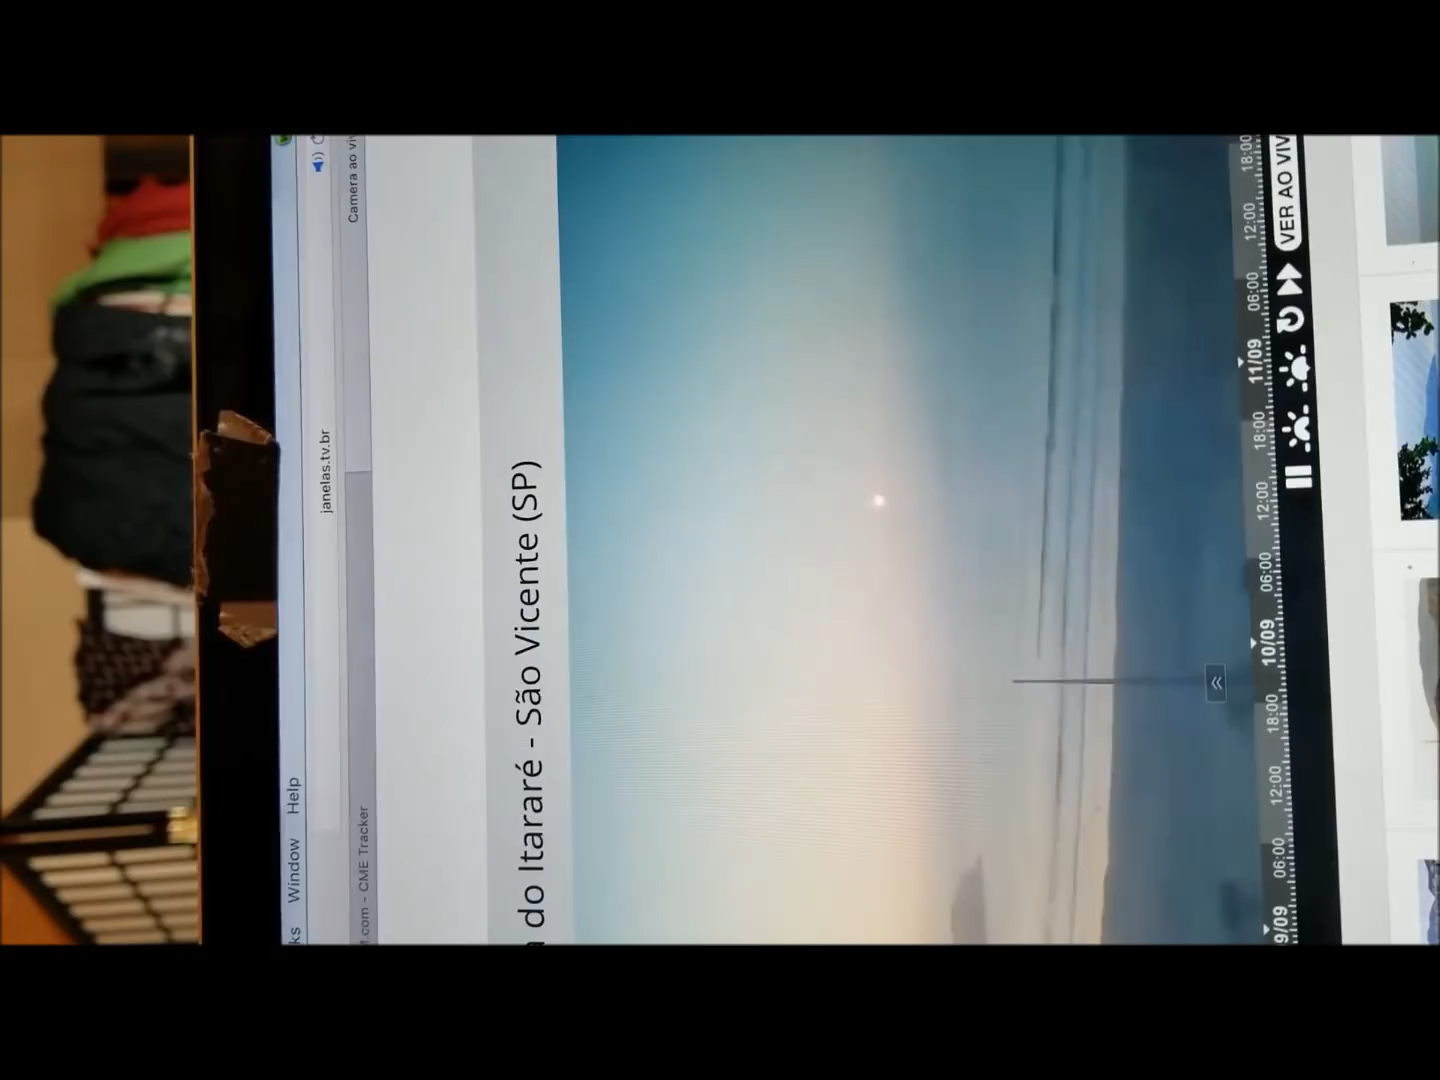 ks Window Help
janelas.tv.br
.com - CME Tracker
Camera ao vi
do Itararé - São Vicente (SP)
9/09 06:00 12:00 18:00 10/09 06:00 12:00 18:00 11/09 06:00 12:00 18:00
VER AO VIV